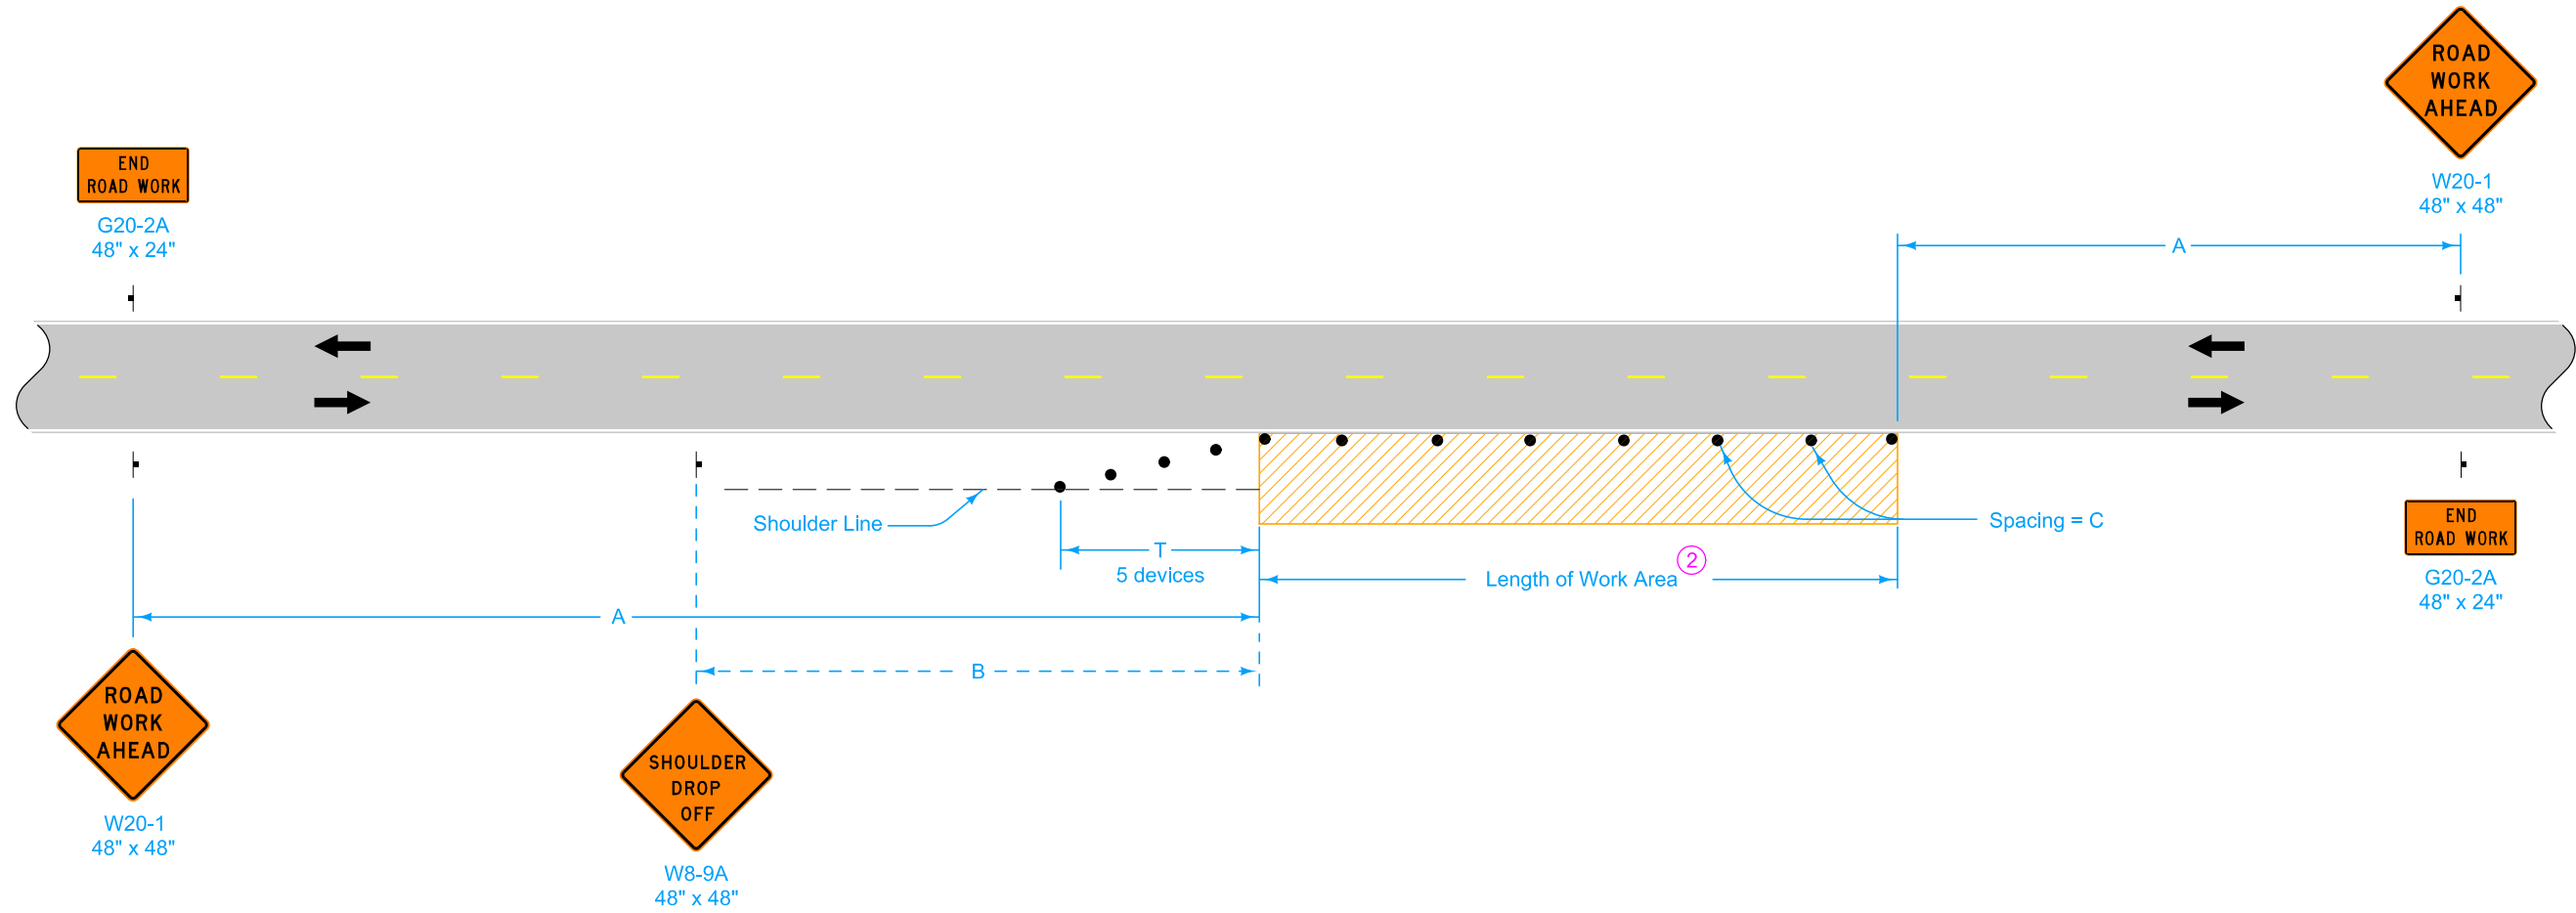 ROAD
WORK
AHEAD
W20-1
48" x 48"
END
ROAD WORK
G20-2A
48" x 24"
A
Shoulder Line
Spacing = C
T
5 devices
Length of Work Area 2
END
ROAD WORK
G20-2A
48" x 24"
A
B
ROAD
WORK
AHEAD
W20-1
48" x 48"
SHOULDER
DROP
OFF
W8-9A
48" x 48"